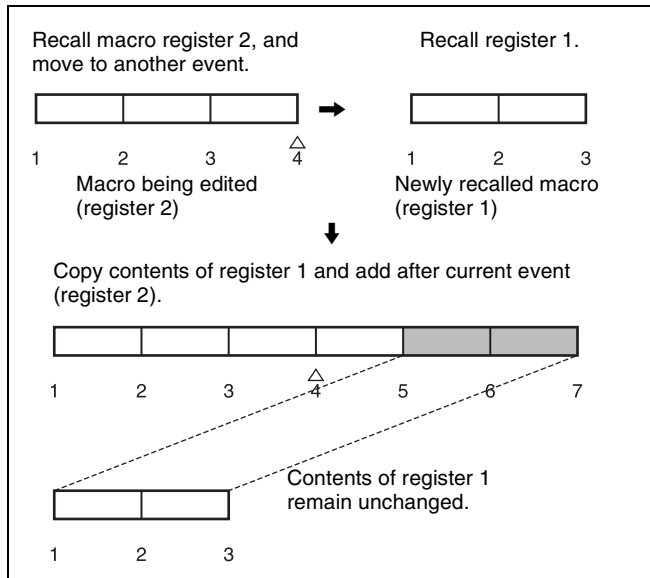 Recall macro register 2, and
move to another event.
Recall register 1.
1 2 3 4
1 2 3
Macro being edited
(register 2)
Newly recalled macro
(register 1)
Copy contents of register 1 and add after current event
(register 2).
1 2 3 4 5 6 7
Contents of register 1
remain unchanged.
1 2 3